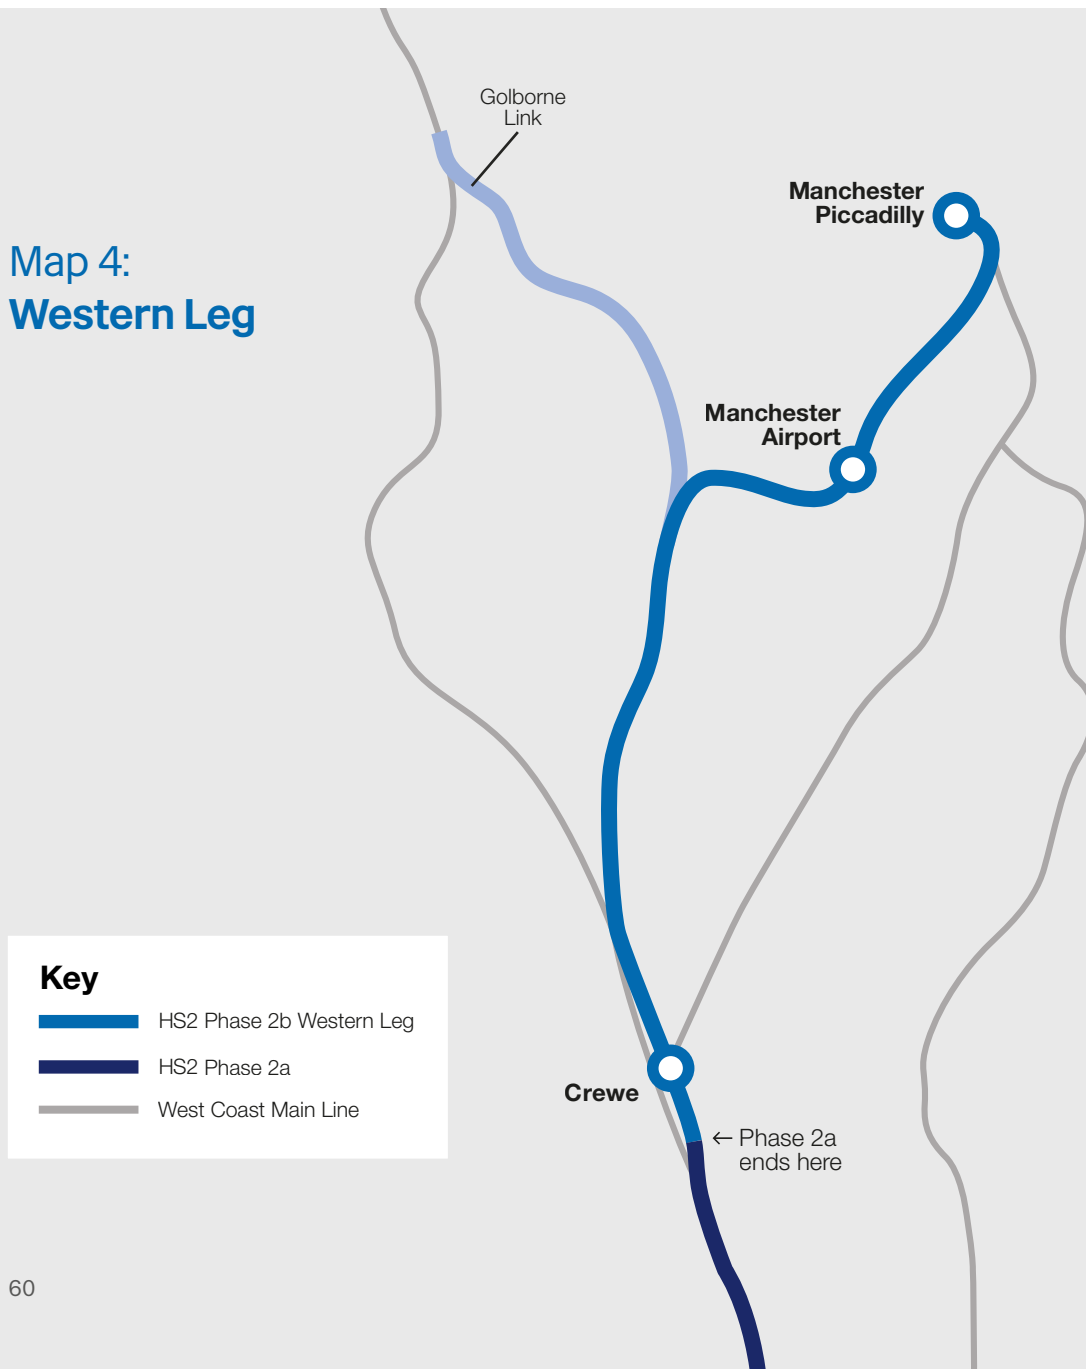 Golborne
Link
Manchester
Piccadilly
Map 4:
Western Leg
Manchester
Airport
Key
HS2 Phase 2b Western Leg
HS2 Phase 2a
West Coast Main Line
Crewe
← Phase 2a
ends here
60